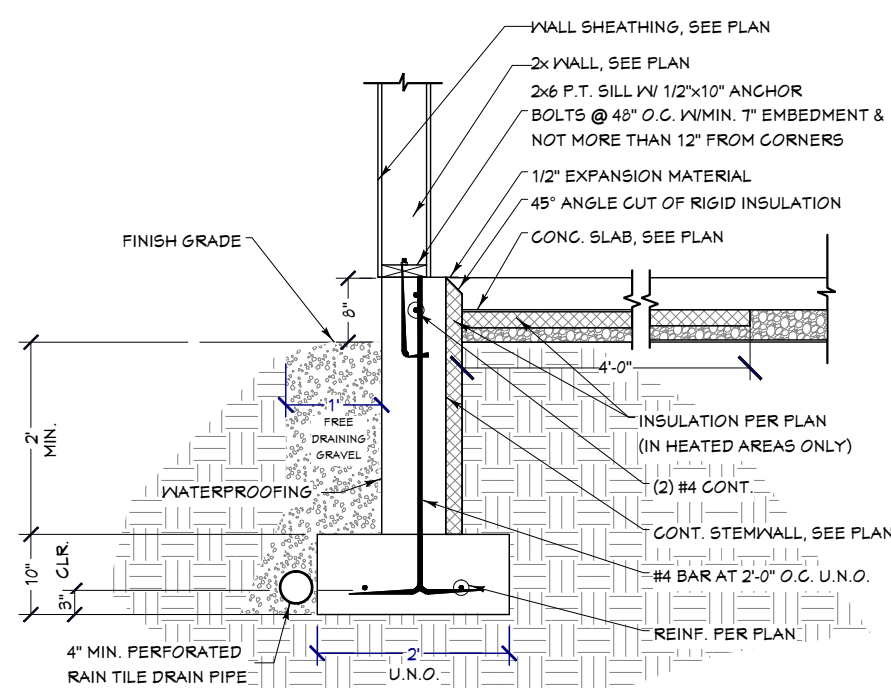 WALL SHEATHING, SEE PLAN
2x WALL, SEE PLAN
2x6 P.T. SILL W/ 1/2"x10" ANCHOR
BOLTS @ 48" O.C. W/MIN. 7" EMBEDMENT &
NOT MORE THAN 12" FROM CORNERS
1/2" EXPANSION MATERIAL
45° ANGLE CUT OF RIGID INSULATION
CONC. SLAB, SEE PLAN
FINISH GRADE
8"
4'-0"
2'
MIN.
1'
FREE
DRAINING
GRAVEL
INSULATION PER PLAN
(IN HEATED AREAS ONLY)
(2) #4 CONT.
WATERPROOFING
CONT. STEMWALL, SEE PLAN
10"
3" CLR.
#4 BAR AT 2'-0" O.C. U.N.O.
REINF. PER PLAN
4" MIN. PERFORATED
RAIN TILE DRAIN PIPE
2'
U.N.O.